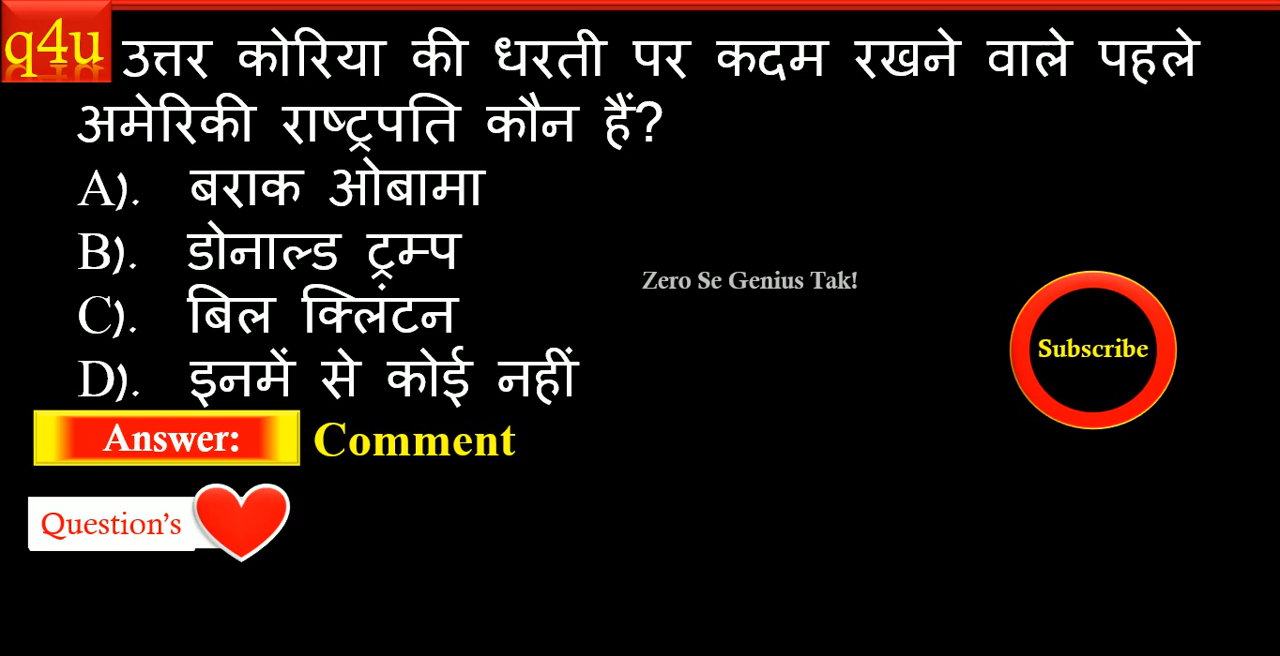 q4u
उत्तर कोरिया की धरती पर कदम रखने वाले पहले
अमेरिकी राष्ट्रपति कौन हैं?
A). बराक ओबामा
B). डोनाल्ड ट्रम्प
Zero Se Genius Tak!
C). बिल क्लिंटन
Subscribe
D). इनमें से कोई नहीं
Answer: Comment
Question's